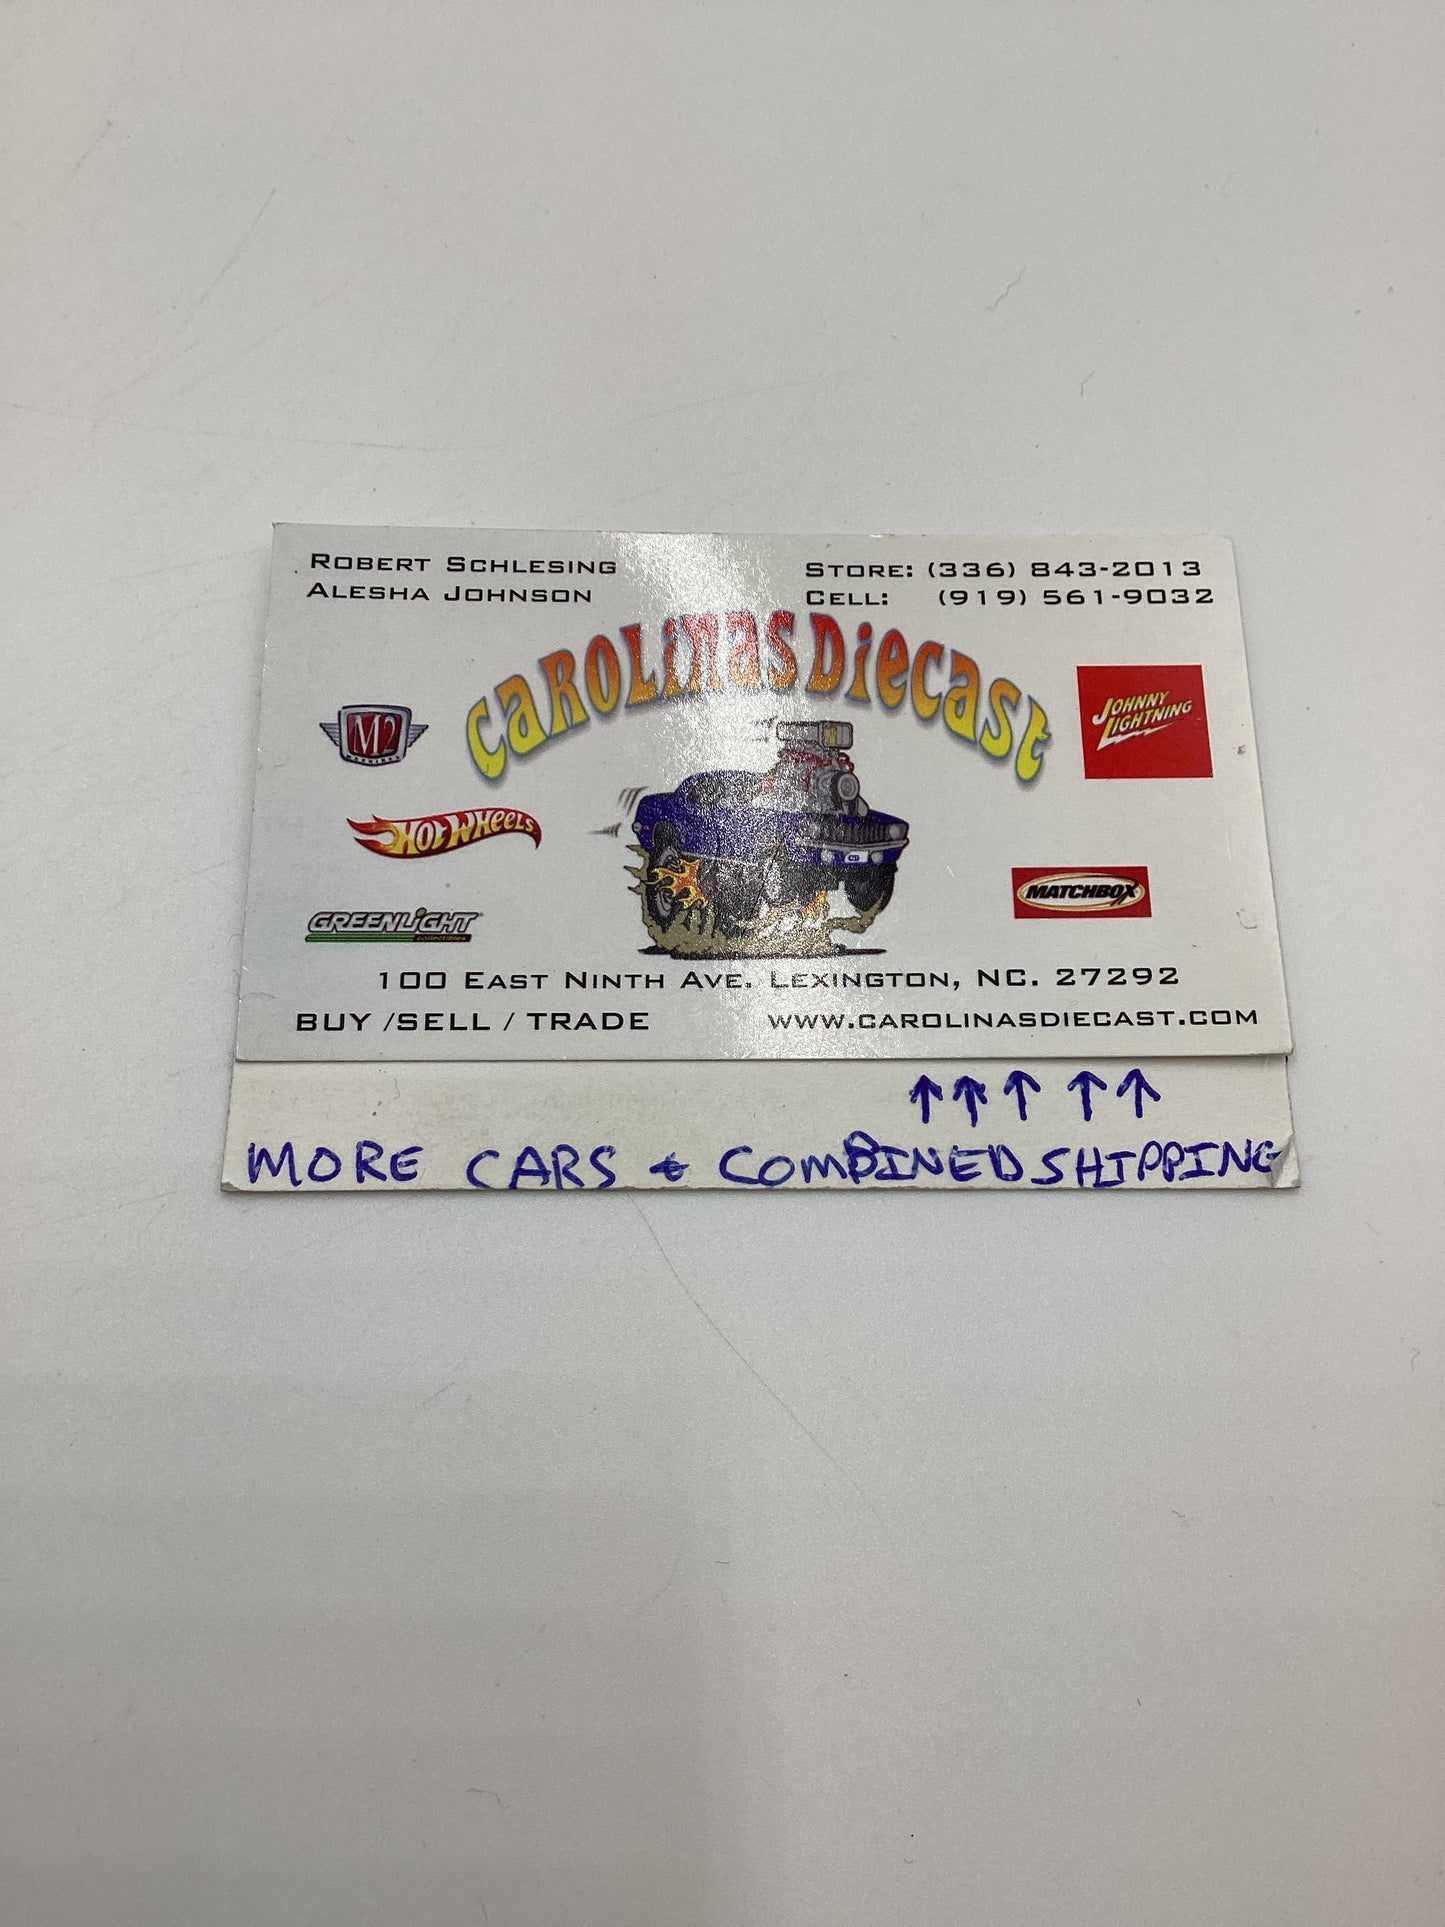 ROBERT SCHLESING
ALESHA JOHNSON
STORE: (336) 843-2013
CELL: (919) 561-9032
CAROLINAS DIECAST
M2
MACHINES
JOHNNY
LIGHTNING
HOT WHEELS
MATCHBOX
GREENLIGHT
collectibles
100 EAST NINTH AVE. LEXINGTON, NC. 27292
BUY /SELL / TRADE
WWW.CAROLINASDIECAST.COM
↑↑↑ ↑↑
MORE CARS & COMBINED SHIPPING